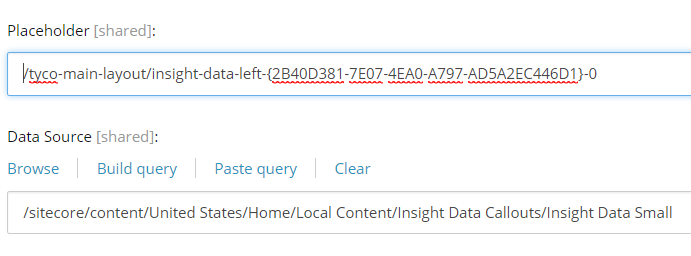 Placeholder [shared]:
/tyco-main-layout/insight-data-left-{2B40D381-7E07-4EA0-A797-AD5A2EC446D1}-0
Data Source [shared]:
Browse Build query Paste query Clear
/sitecore/content/United States/Home/Local Content/Insight Data Callouts/Insight Data Small